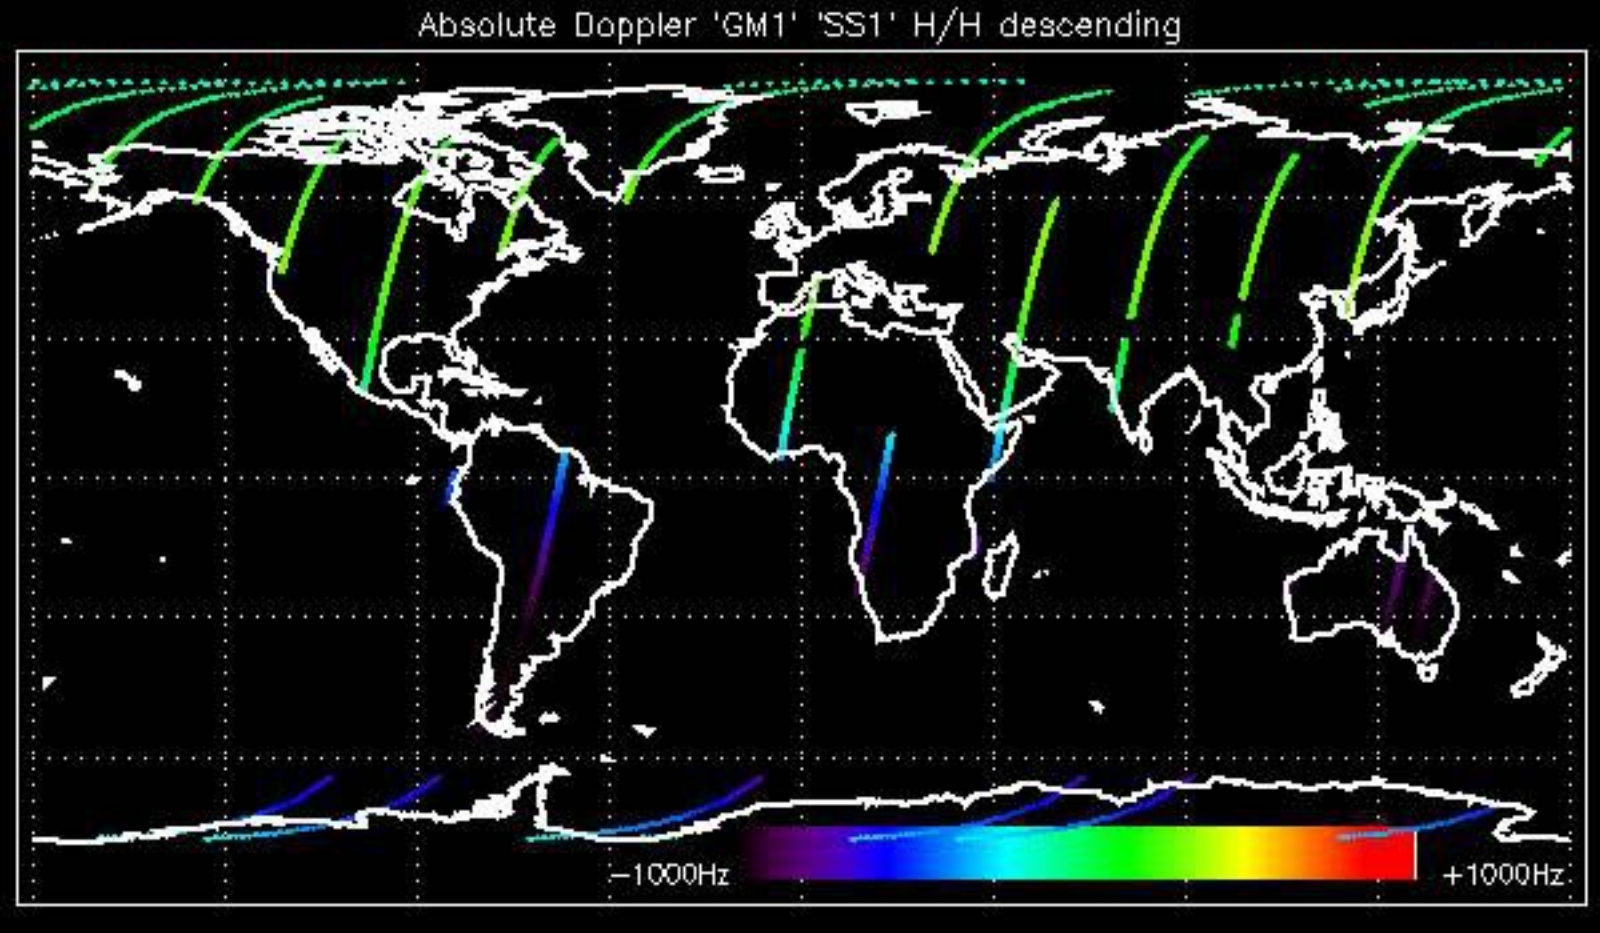 Absolute Doppler 'GM1' 'SS1' H/H descending
−1000Hz
+1000Hz